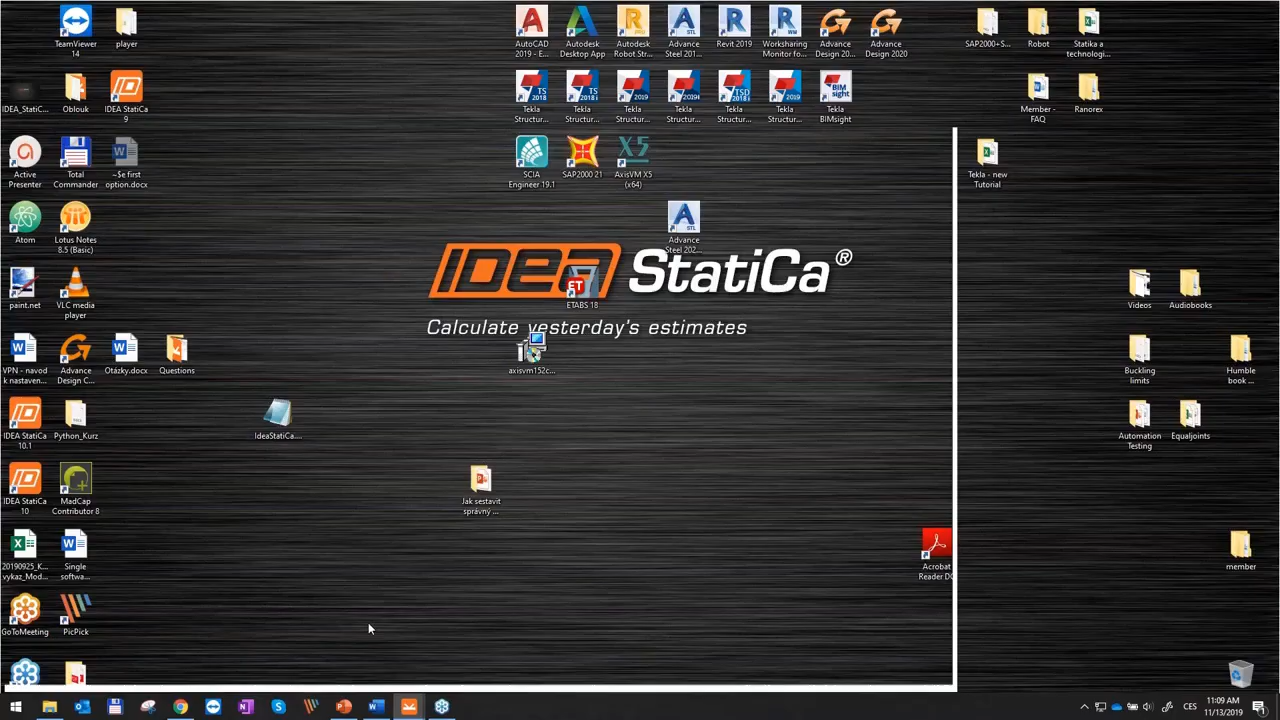 TeamViewer
14
player
AutoCAD
2019 - E...
Autodesk
Desktop App
Autodesk
Robot Str...
Advance
Steel 201...
Revit 2019
Worksharing
Monitor fo...
Advance
Design 20...
Advance
Design 2020
SAP2000+S...
Robot
Statika a
technologi...
IDEA_StatiC...
Oblouk
IDEA StatiCa
9
Tekla
Structur...
Tekla
Structur...
Tekla
Structur...
Tekla
Structur...
Tekla
Structur...
Tekla
Structur...
Tekla
BIMsight
Member -
FAQ
Ranorex
Active
Presenter
Total
Commander
~$e first
option.docx
SCIA
Engineer 19.1
SAP2000 21
AxisVM X5
(x64)
Tekla - new
Tutorial
Atom
Lotus Notes
8.5 (Basic)
Advance
Steel 202...
IDEA StatiCa®
Calculate yesterday's estimates
paint.net
VLC media
player
ETABS 18
Videos
Audiobooks
VPN - navod
k nastaven...
Advance
Design C...
Otázky.docx
Questions
axisvm152c...
Buckling
limits
Humble
book ...
IDEA StatiCa
10.1
Python_Kurz
IdeaStatiCa....
Automation
Testing
Equaljoints
IDEA StatiCa
10
MadCap
Contributor 8
Jak sestavit
správný ...
20190925_K...
vykaz_Mod...
Single
softwa...
Acrobat
Reader DC
member
GoToMeeting
PicPick
CES
11:09 AM
11/13/2019